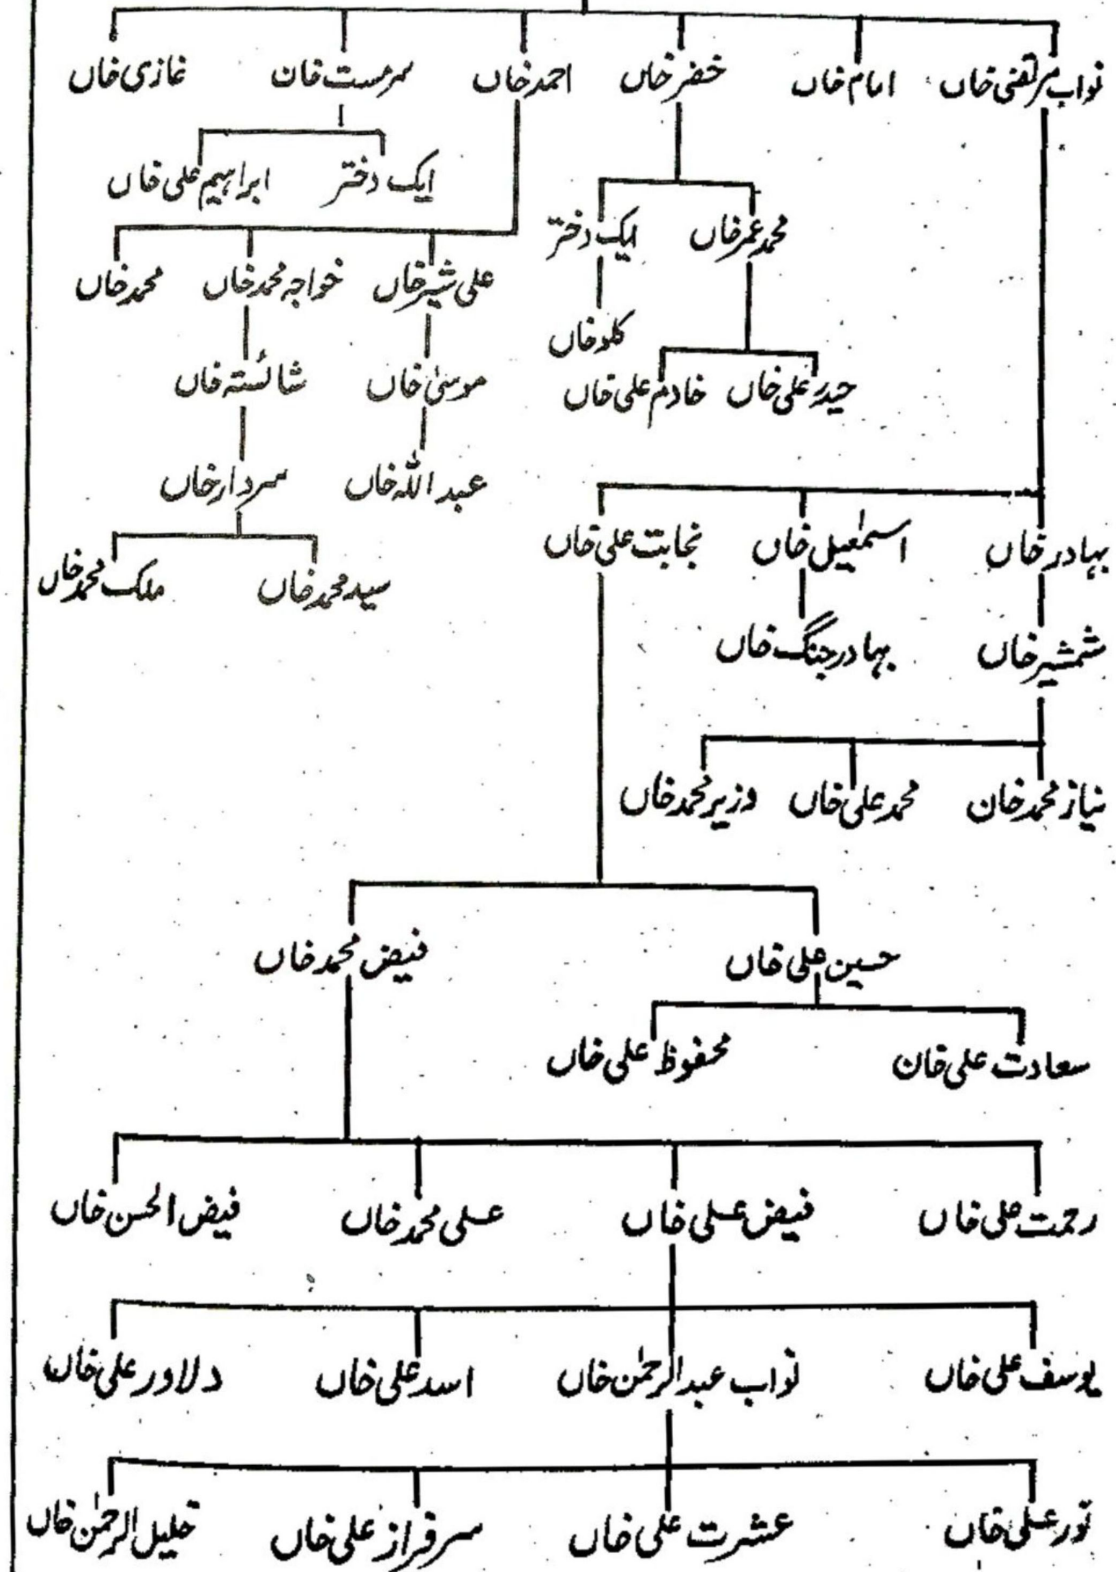 نواب مرتضیٰ خاں امام خاں خضر خاں احمد خاں سرمست خان غازی خاں
ایک دختر ابراہیم علی خاں
محمد عمر خاں ایک دختر
علی شیر خاں خواجہ محمد خاں محمد خاں
کلو خاں
حیدر علی خاں خادم علی خاں موسیٰ خاں شائستہ خاں
عبد اللہ خاں سردار خاں
بہادر خاں اسمٰعیل خاں نجابت علی خاں
سید محمد خاں ملک محمد خاں
شمشیر خاں بہادر جنگ خاں
نیاز محمد خان محمد علی خاں وزیر محمد خاں
حسین علی خاں فیض محمد خاں
سعادت علی خان محفوظ علی خاں
رحمت علی خاں فیض علی خاں علی محمد خاں فیض الحسن خاں
یوسف علی خاں نواب عبد الرحمٰن خاں اسد علی خاں دلاور علی خاں
نور علی خاں عشرت علی خاں سرفراز علی خاں خلیل الرحمٰن خاں